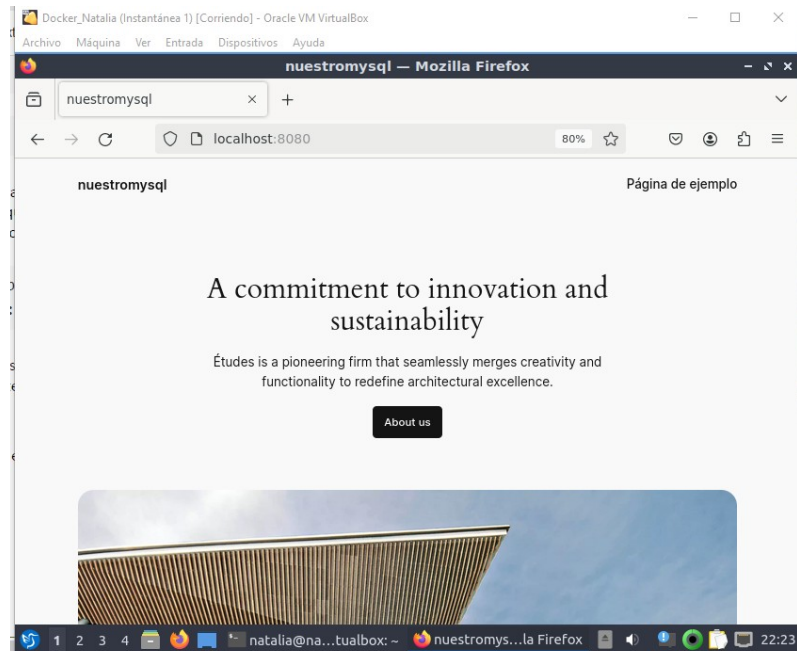 Docker_Natalia (Instantánea 1) [Corriendo] - Oracle VM VirtualBox
Archivo Máquina Ver Entrada Dispositivos Ayuda
nuestromysql — Mozilla Firefox
nuestromysql
localhost:8080
80%
nuestromysql
Página de ejemplo
A commitment to innovation and
sustainability
Études is a pioneering firm that seamlessly merges creativity and
functionality to redefine architectural excellence.
About us
1 2 3 4 natalia@na...tualbox: ~ nuestromys...la Firefox 22:23